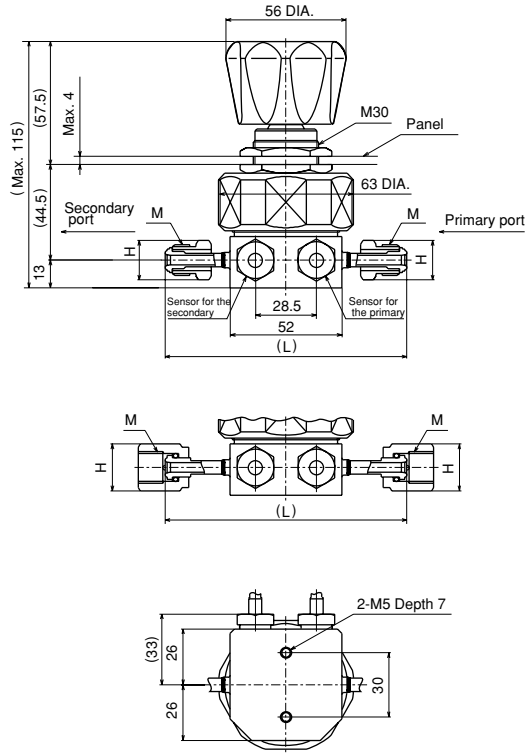 56 DIA.
(Max. 115)
(57.5)
Max. 4
M30
Panel
(44.5)
63 DIA.
Secondary
port
M
M
Primary port
H
H
13
Sensor for the
secondary
28.5
Sensor for
the primary
52
(L)
M
M
H
H
(L)
2-M5 Depth 7
(33)
26
30
26